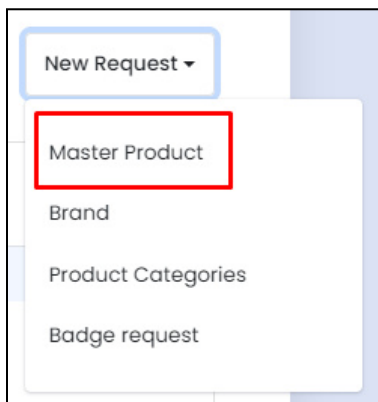 New Request
Master Product
Brand
Product Categories
Badge request